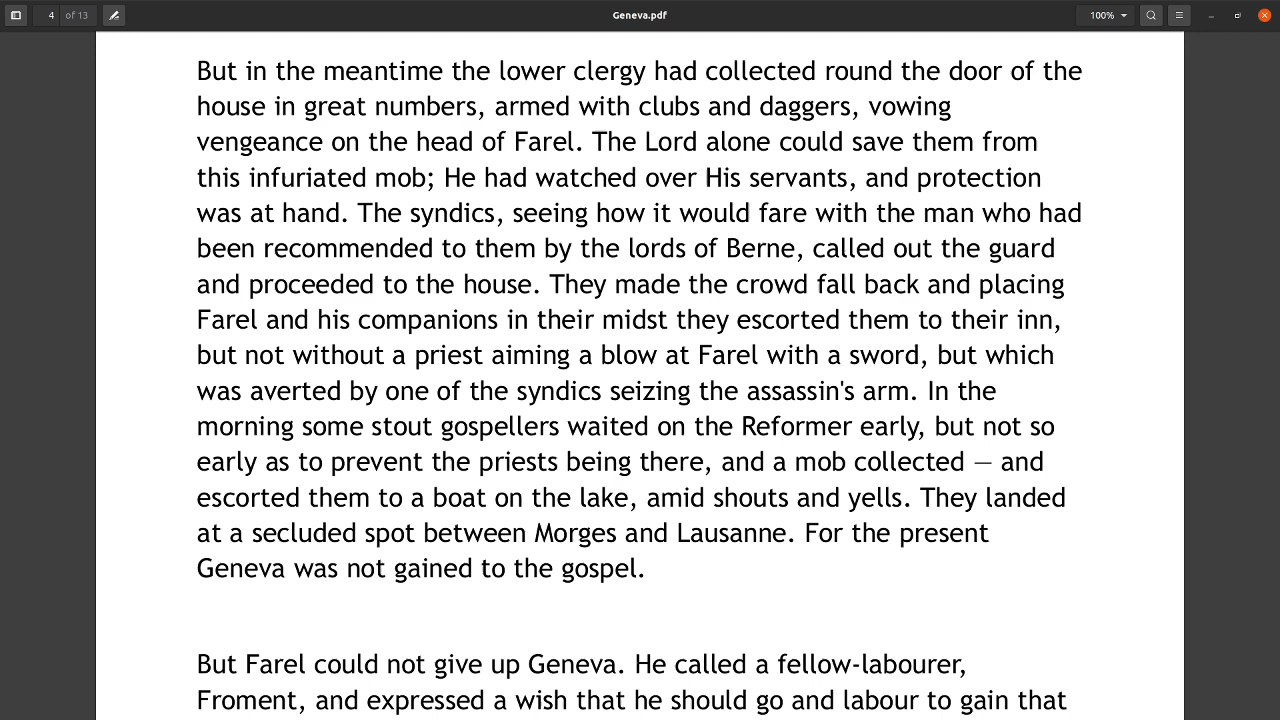 4 of 13
Geneva.pdf
100%
But in the meantime the lower clergy had collected round the door of the
house in great numbers, armed with clubs and daggers, vowing
vengeance on the head of Farel. The Lord alone could save them from
this infuriated mob; He had watched over His servants, and protection
was at hand. The syndics, seeing how it would fare with the man who had
been recommended to them by the lords of Berne, called out the guard
and proceeded to the house. They made the crowd fall back and placing
Farel and his companions in their midst they escorted them to their inn,
but not without a priest aiming a blow at Farel with a sword, but which
was averted by one of the syndics seizing the assassin's arm. In the
morning some stout gospellers waited on the Reformer early, but not so
early as to prevent the priests being there, and a mob collected — and
escorted them to a boat on the lake, amid shouts and yells. They landed
at a secluded spot between Morges and Lausanne. For the present
Geneva was not gained to the gospel.
But Farel could not give up Geneva. He called a fellow-labourer,
Froment, and expressed a wish that he should go and labour to gain that